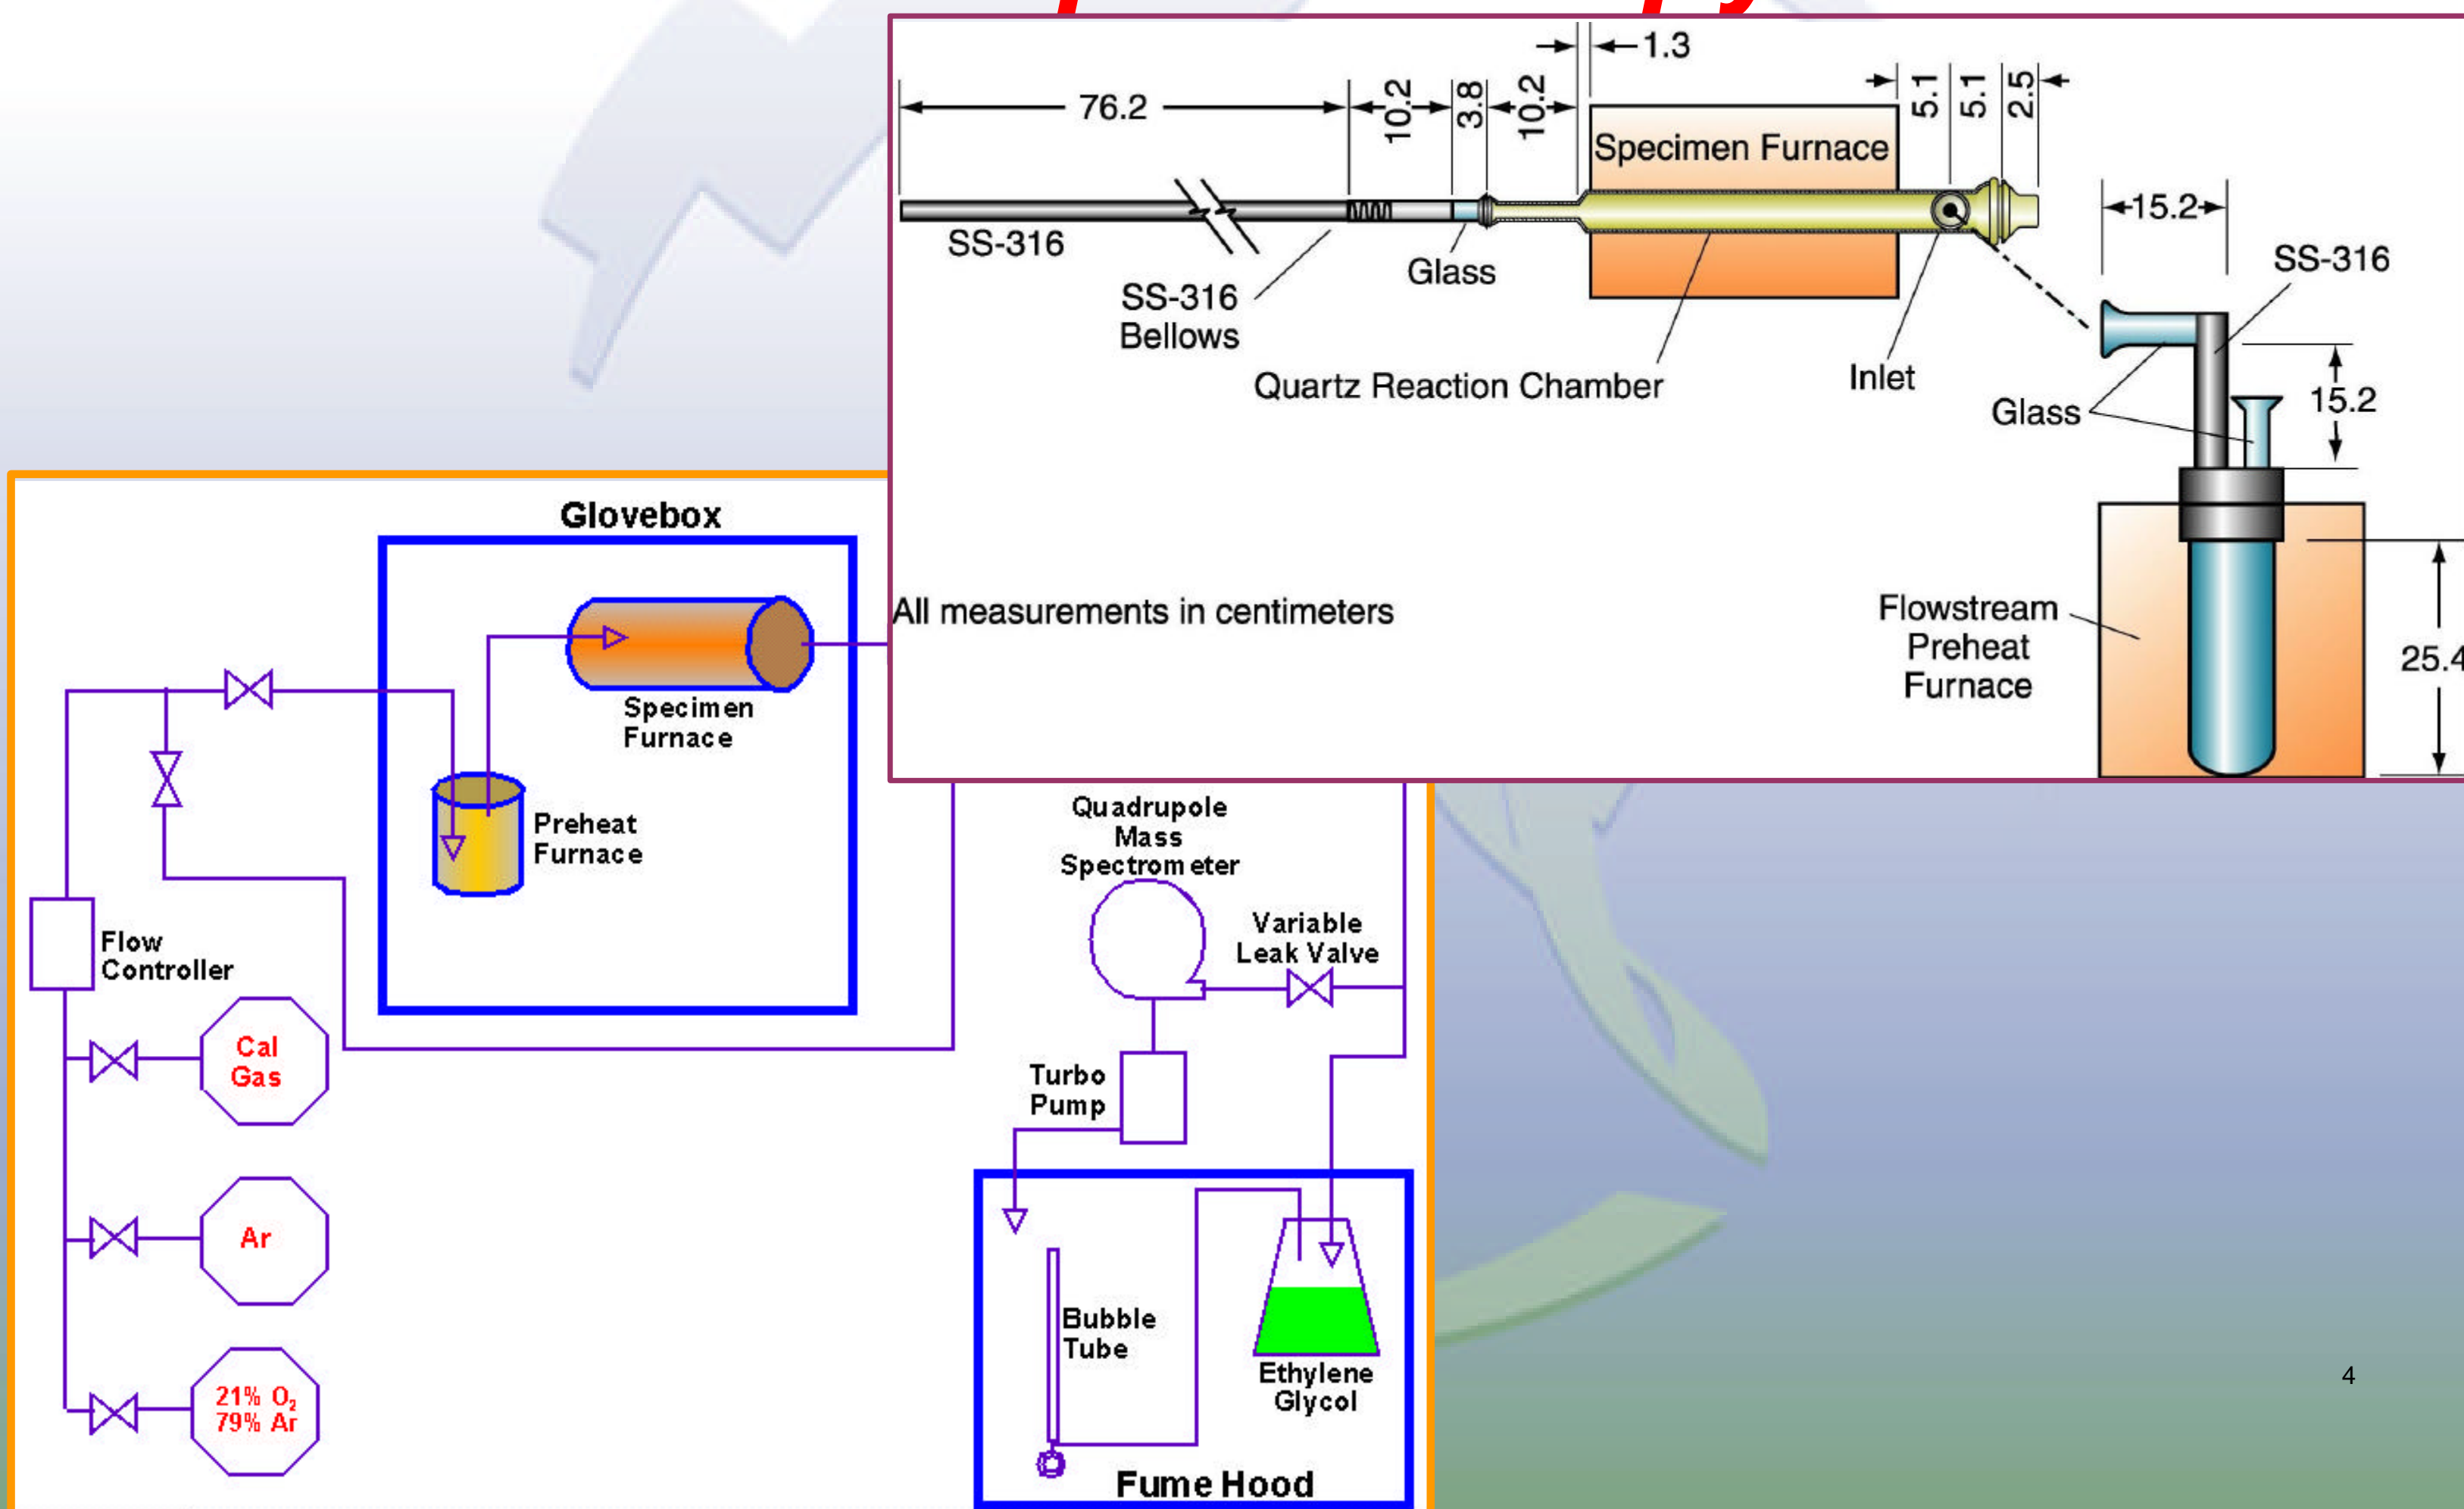 1.3
76.2
10.2
3.8
10.2
5.1
5.1
2.5
Specimen Furnace
SS-316
SS-316
Bellows
Glass
Quartz Reaction Chamber
Inlet
15.2
SS-316
Glass
15.2
All measurements in centimeters
Flowstream
Preheat
Furnace
25.4
Glovebox
Specimen
Furnace
Preheat
Furnace
Flow
Controller
Cal
Gas
Ar
21% O₂
79% Ar
Quadrupole
Mass
Spectrometer
Variable
Leak Valve
Turbo
Pump
Bubble
Tube
Ethylene
Glycol
Fume Hood
4